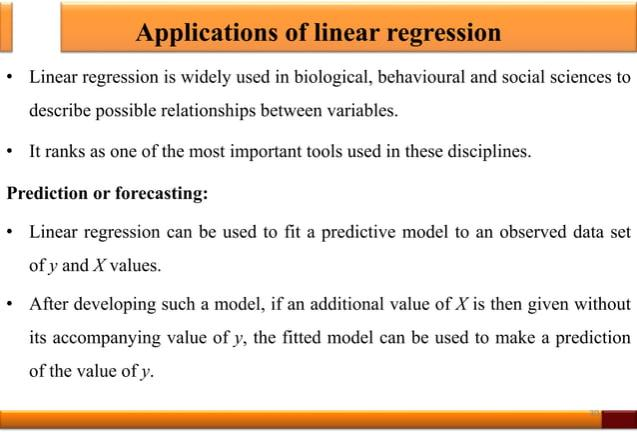 Applications of linear regression
• Linear regression is widely used in biological, behavioural and social sciences to
describe possible relationships between variables.
• It ranks as one of the most important tools used in these disciplines.
Prediction or forecasting:
• Linear regression can be used to fit a predictive model to an observed data set
of y and X values.
• After developing such a model, if an additional value of X is then given without
its accompanying value of y, the fitted model can be used to make a prediction
of the value of y.